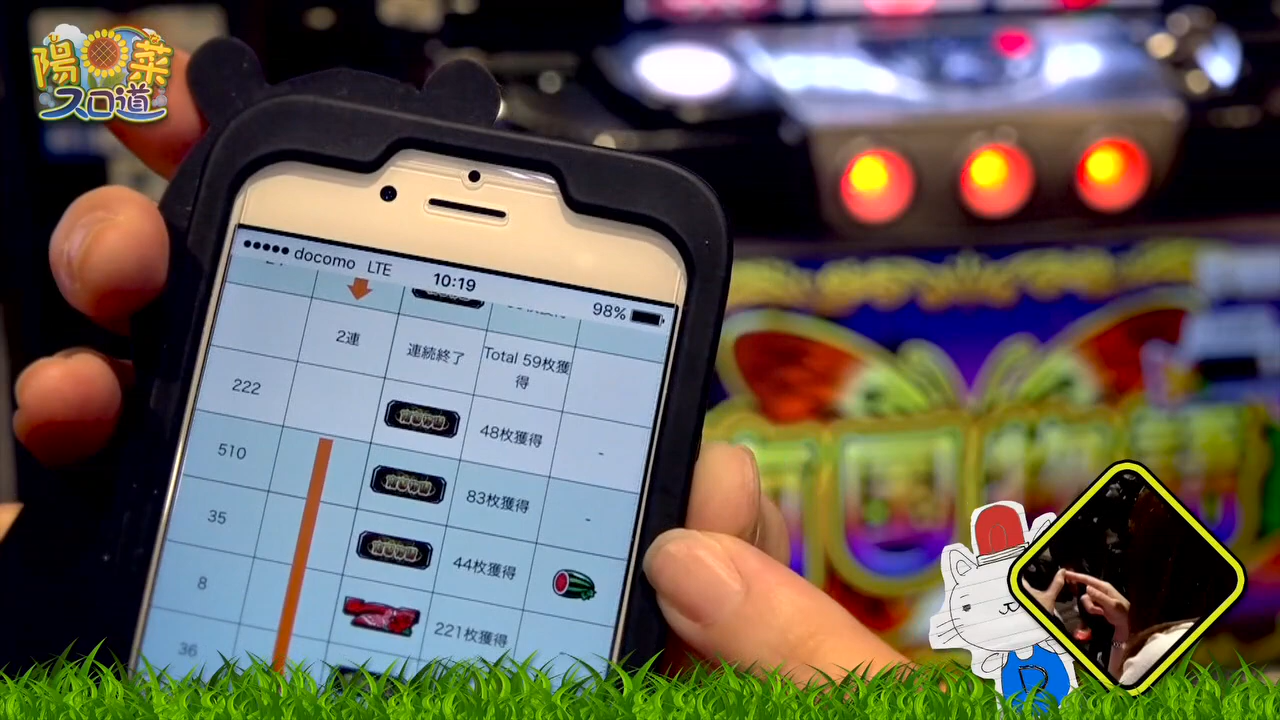 陽菜
スロ道
docomo LTE 10:19 98%
2連 連続終了 Total 59枚獲得
222 48枚獲得 -
510 83枚獲得 -
35 44枚獲得
8 221枚獲得 -
36